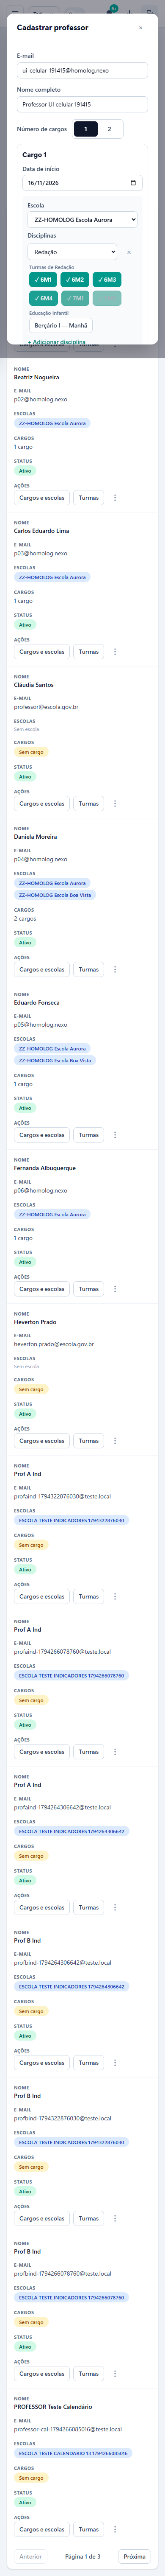 Cadastrar professor
×
E-mail
ui-celular-191415@homolog.nexo
Nome completo
Professor UI celular 191415
Número de cargos
1
2
Cargo 1
Data de início
16/11/2026
Escola
ZZ-HOMOLOG Escola Aurora
Disciplinas
Redação
×
Turmas de Redação
✓ 6M1
✓ 6M2
✓ 6M3
✓ 6M4
✓ 7M1
Educação Infantil
Berçário I — Manhã
+ Adicionar disciplina
NOME
Beatriz Nogueira
E-MAIL
p02@homolog.nexo
ESCOLAS
ZZ-HOMOLOG Escola Aurora
CARGOS
1 cargo
STATUS
Ativo
AÇÕES
Cargos e escolas
Turmas
NOME
Carlos Eduardo Lima
E-MAIL
p03@homolog.nexo
ESCOLAS
ZZ-HOMOLOG Escola Aurora
CARGOS
1 cargo
STATUS
Ativo
AÇÕES
Cargos e escolas
Turmas
NOME
Cláudia Santos
E-MAIL
professor@escola.gov.br
ESCOLAS
Sem escola
CARGOS
Sem cargo
STATUS
Ativo
AÇÕES
Cargos e escolas
Turmas
NOME
Daniela Moreira
E-MAIL
p04@homolog.nexo
ESCOLAS
ZZ-HOMOLOG Escola Aurora
ZZ-HOMOLOG Escola Boa Vista
CARGOS
2 cargos
STATUS
Ativo
AÇÕES
Cargos e escolas
Turmas
NOME
Eduardo Fonseca
E-MAIL
p05@homolog.nexo
ESCOLAS
ZZ-HOMOLOG Escola Aurora
ZZ-HOMOLOG Escola Boa Vista
CARGOS
1 cargo
STATUS
Ativo
AÇÕES
Cargos e escolas
Turmas
NOME
Fernanda Albuquerque
E-MAIL
p06@homolog.nexo
ESCOLAS
ZZ-HOMOLOG Escola Aurora
CARGOS
1 cargo
STATUS
Ativo
AÇÕES
Cargos e escolas
Turmas
NOME
Heverton Prado
E-MAIL
heverton.prado@escola.gov.br
ESCOLAS
Sem escola
CARGOS
Sem cargo
STATUS
Ativo
AÇÕES
Cargos e escolas
Turmas
NOME
Prof A Ind
E-MAIL
profaind-1794322876030@teste.local
ESCOLAS
ESCOLA TESTE INDICADORES 1794322876030
CARGOS
Sem cargo
STATUS
Ativo
AÇÕES
Cargos e escolas
Turmas
NOME
Prof A Ind
E-MAIL
profaind-1794266078760@teste.local
ESCOLAS
ESCOLA TESTE INDICADORES 1794266078760
CARGOS
Sem cargo
STATUS
Ativo
AÇÕES
Cargos e escolas
Turmas
NOME
Prof A Ind
E-MAIL
profaind-1794264306642@teste.local
ESCOLAS
ESCOLA TESTE INDICADORES 1794264306642
CARGOS
Sem cargo
STATUS
Ativo
AÇÕES
Cargos e escolas
Turmas
NOME
Prof B Ind
E-MAIL
profbind-1794264306642@teste.local
ESCOLAS
ESCOLA TESTE INDICADORES 1794264306642
CARGOS
Sem cargo
STATUS
Ativo
AÇÕES
Cargos e escolas
Turmas
NOME
Prof B Ind
E-MAIL
profbind-1794322876030@teste.local
ESCOLAS
ESCOLA TESTE INDICADORES 1794322876030
CARGOS
Sem cargo
STATUS
Ativo
AÇÕES
Cargos e escolas
Turmas
NOME
Prof B Ind
E-MAIL
profbind-1794266078760@teste.local
ESCOLAS
ESCOLA TESTE INDICADORES 1794266078760
CARGOS
Sem cargo
STATUS
Ativo
AÇÕES
Cargos e escolas
Turmas
NOME
PROFESSOR Teste Calendário
E-MAIL
professor-cal-1794266085016@teste.local
ESCOLAS
ESCOLA TESTE CALENDARIO 13 1794266085016
CARGOS
Sem cargo
STATUS
Ativo
AÇÕES
Cargos e escolas
Turmas
Anterior
Página 1 de 3
Próxima